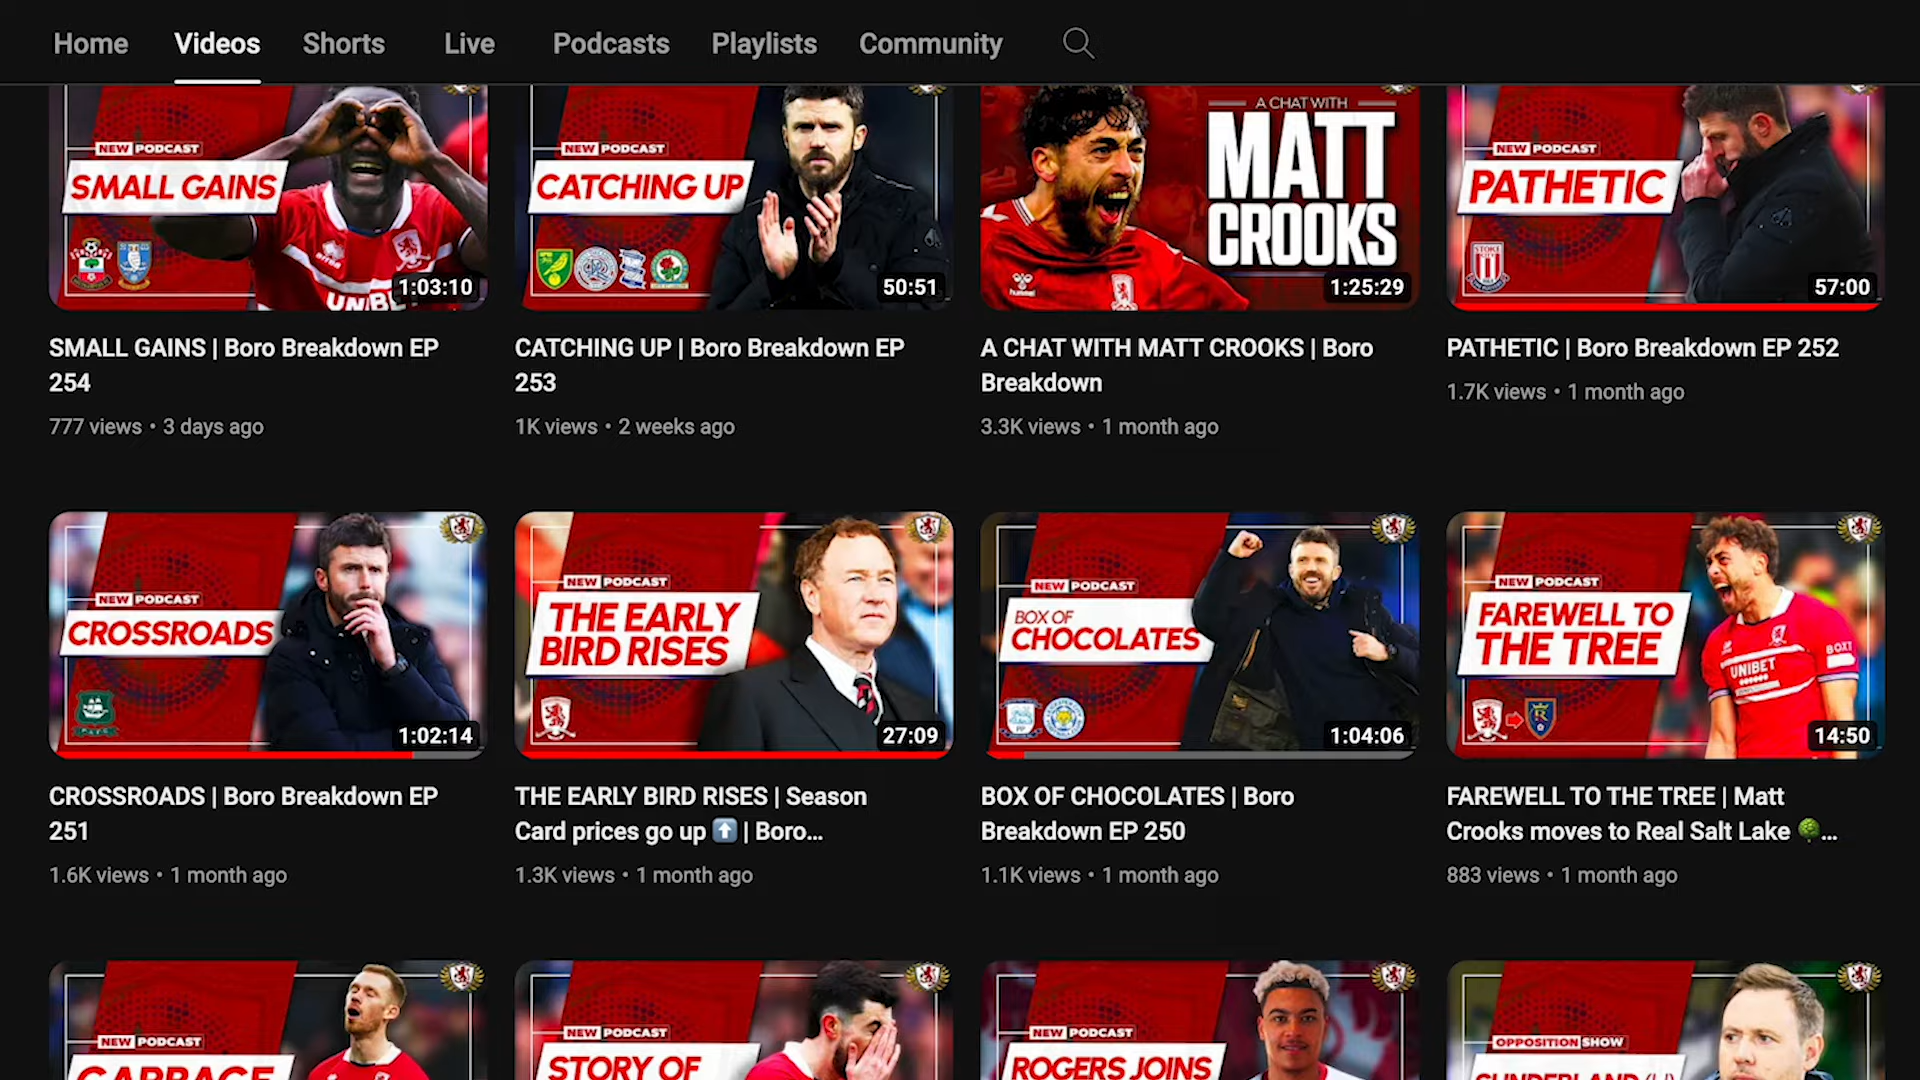 Home Videos Shorts Live Podcasts Playlists Community
NEW PODCAST
SMALL GAINS
1:03:10
NEW PODCAST
CATCHING UP
50:51
A CHAT WITH
MATT
CROOKS
1:25:29
NEW PODCAST
PATHETIC
57:00
SMALL GAINS | Boro Breakdown EP
254
777 views • 3 days ago
CATCHING UP | Boro Breakdown EP
253
1K views • 2 weeks ago
A CHAT WITH MATT CROOKS | Boro
Breakdown
3.3K views • 1 month ago
PATHETIC | Boro Breakdown EP 252
1.7K views • 1 month ago
NEW PODCAST
CROSSROADS
1:02:14
NEW PODCAST
THE EARLY
BIRD RISES
27:09
NEW PODCAST
BOX OF
CHOCOLATES
1:04:06
NEW PODCAST
FAREWELL TO
THE TREE
UNIBET
BOXT
14:50
CROSSROADS | Boro Breakdown EP
251
1.6K views • 1 month ago
THE EARLY BIRD RISES | Season
Card prices go up ⬆️ | Boro...
1.3K views • 1 month ago
BOX OF CHOCOLATES | Boro
Breakdown EP 250
1.1K views • 1 month ago
FAREWELL TO THE TREE | Matt
Crooks moves to Real Salt Lake 🌳...
883 views • 1 month ago
NEW PODCAST
NEW PODCAST
STORY OF
NEW PODCAST
ROGERS JOINS
OPPOSITION SHOW